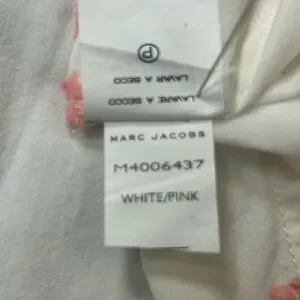 LAVAR A SECO
LAVARE A SECCO
P
MARC JACOBS
M4006437
WHITE/PINK